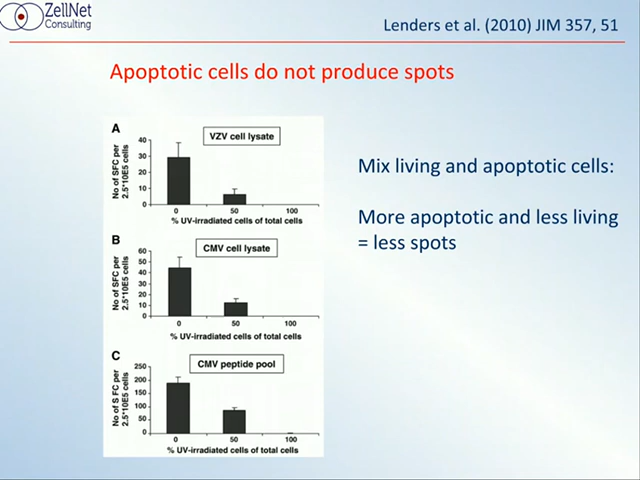 ZellNet
Consulting
Lenders et al. (2010) JIM 357, 51
Apoptotic cells do not produce spots
A
VZV cell lysate
No of SFC per
2.5*10E5 cells
40
30
20
10
0
0 50 100
% UV-irradiated cells of total cells
B
CMV cell lysate
No of SFC per
2.5*10E5 cells
60
50
40
30
20
10
0
0 50 100
% UV-irradiated cells of total cells
C
CMV peptide pool
No of S FC per
2.5*10E5 cells
250
200
150
100
50
0
0 50 100
% UV-irradiated cells of total cells
Mix living and apoptotic cells:
More apoptotic and less living
= less spots